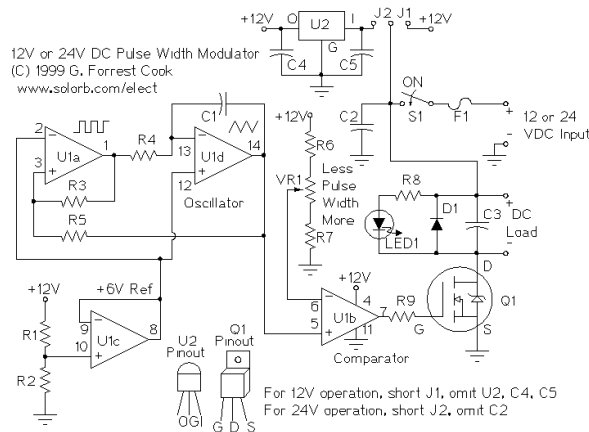 12V or 24V DC Pulse Width Modulator
(C) 1999 G. Forrest Cook
www.solorb.com/elect
+12V O U2 I J2 J1 +12V
G
C4 C5
ON
S1 F1
12 or 24
VDC Input
+
-
C2
2 - U1a 1
3 +
R3
R5
R4
C1
13 - U1d 14
12 +
Oscillator
+12V
R6
VR1
Less
Pulse
Width
More
R7
R8
LED1
D1
C3
+
DC
Load
-
+12V
6 - U1b 4
5 + 11 7
Comparator
R9
G
D
S
Q1
+12V
R1
R2
+6V Ref
9 - U1c 8
10 +
U2
Pinout
OGI
Q1
Pinout
G D S
For 12V operation, short J1, omit U2, C4, C5
For 24V operation, short J2, omit C2